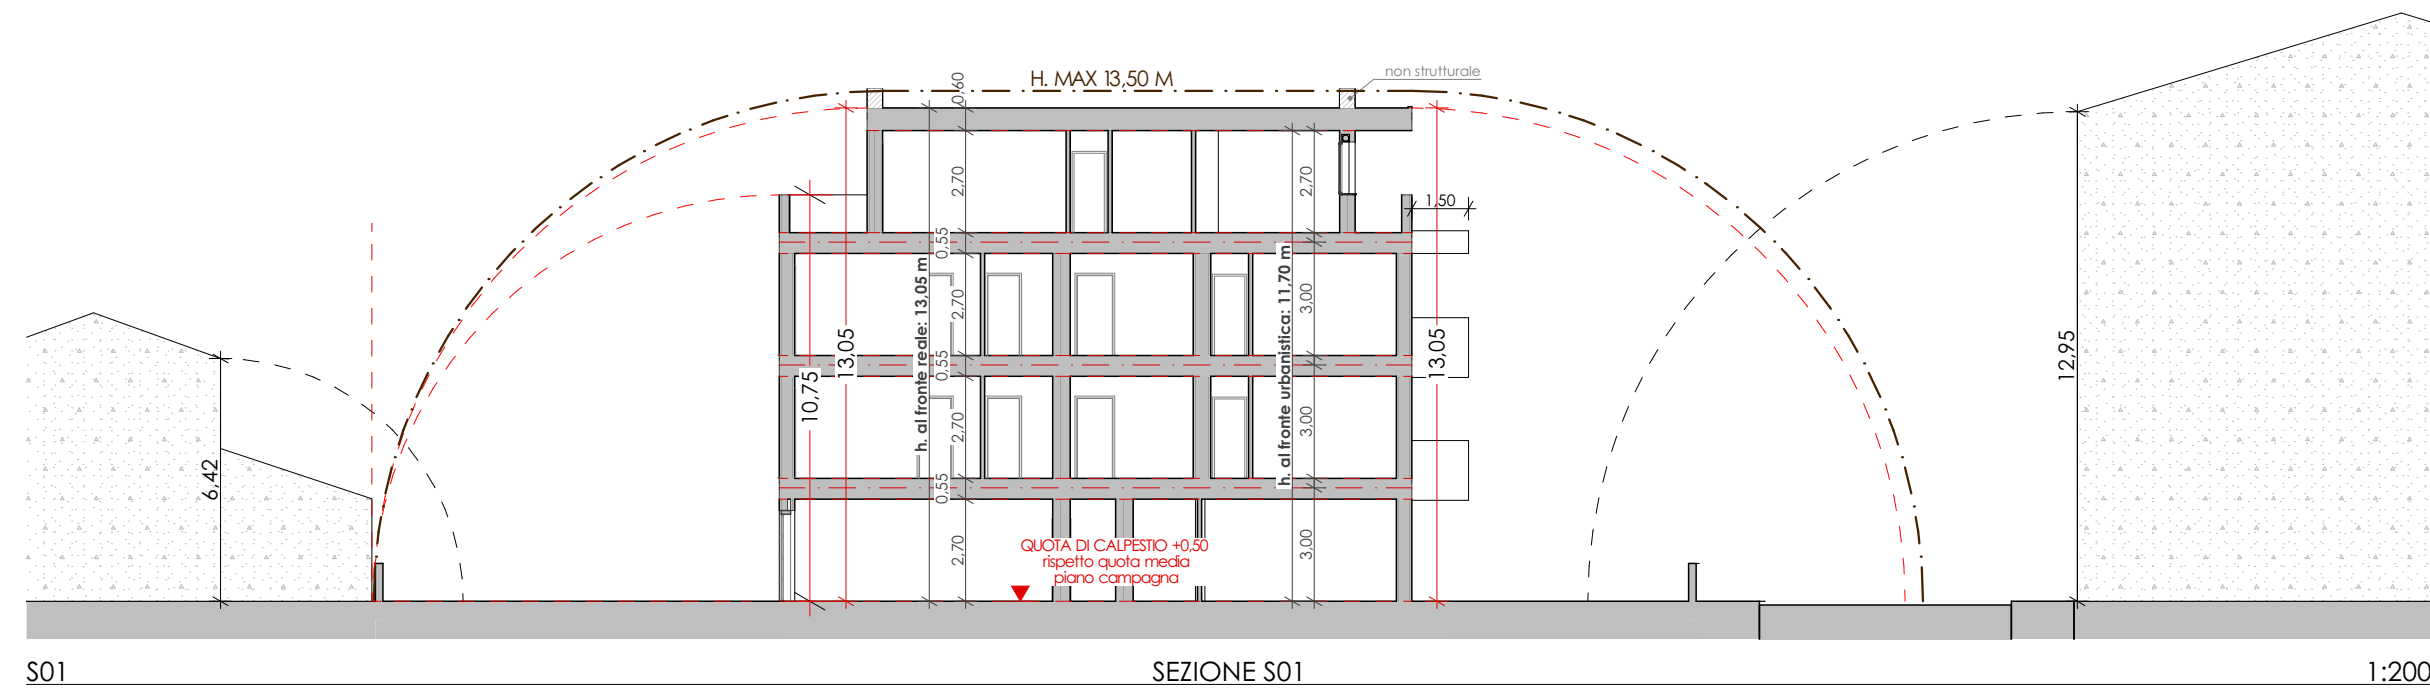 H. MAX 13,50 M
non strutturale
0,60
2,70
2,70
1,50
0,55
h. al fronte reale: 13,05 m
h. al fronte urbanistica: 11,70 m
2,70
3,00
13,05
13,05
12,95
0,55
10,75
2,70
3,00
6,42
0,55
2,70
3,00
QUOTA DI CALPESTIO +0,50
rispetto quota media
piano campagna
S01
SEZIONE S01
1:200